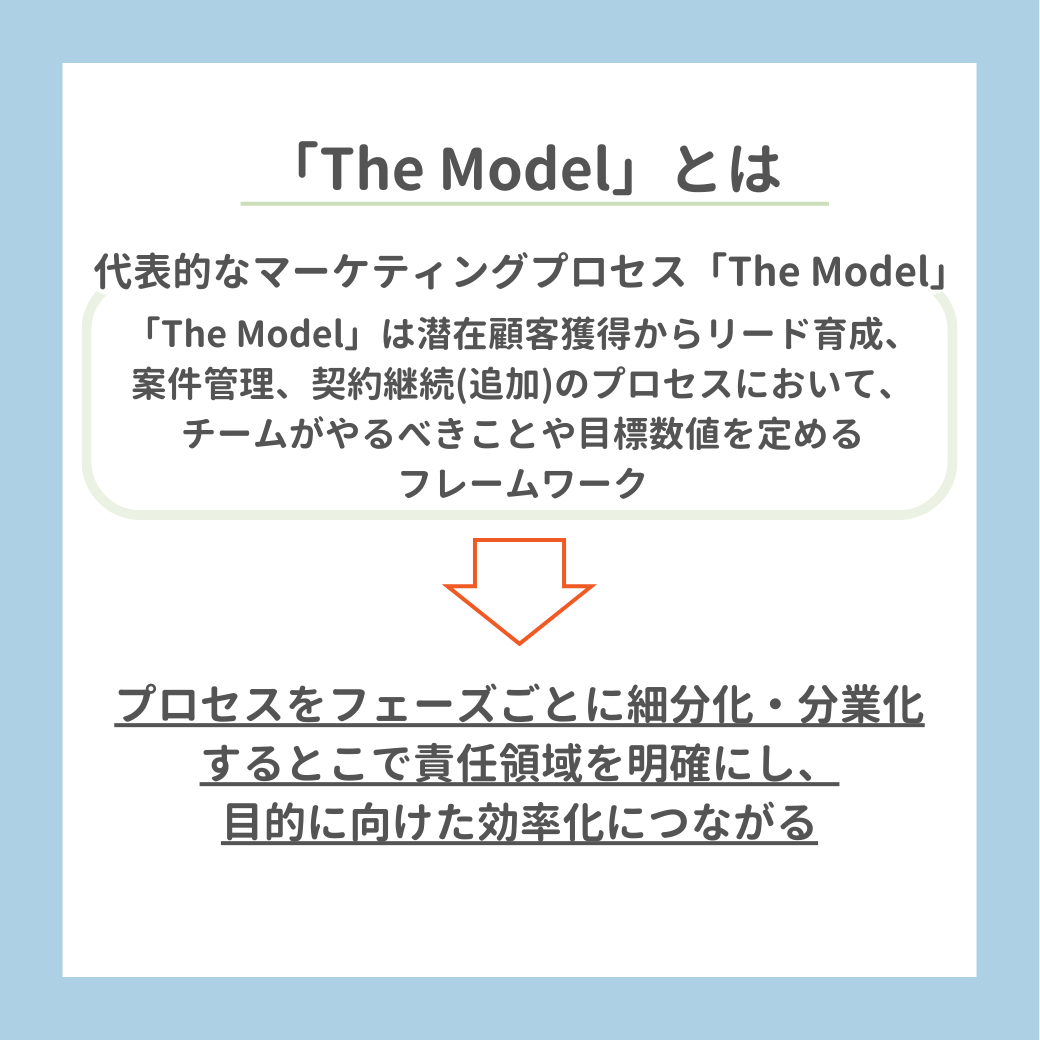 「The Model」とは
代表的なマーケティングプロセス「The Model」
「The Model」は潜在顧客獲得からリード育成、
案件管理、契約継続(追加)のプロセスにおいて、
チームがやるべきことや目標数値を定める
フレームワーク
プロセスをフェーズごとに細分化・分業化
するとこで責任領域を明確にし、
目的に向けた効率化につながる